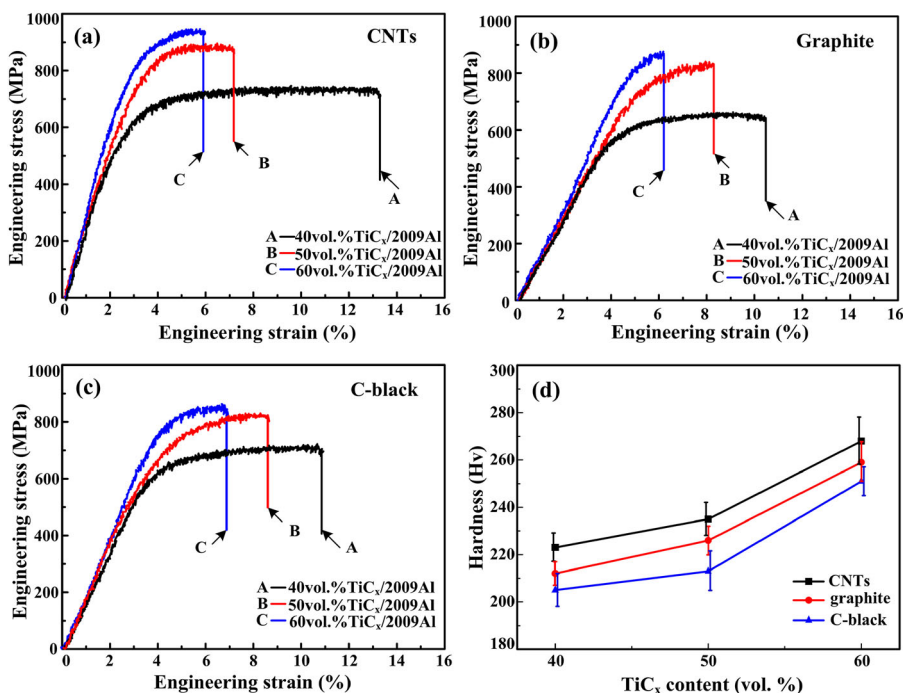 (a)
CNTs
1000
800
600
400
200
0
0
2
4
6
8
10
12
14
16
Engineering stress (MPa)
Engineering strain (%)
C
B
A
A 40vol.%TiCx/2009Al
B 50vol.%TiCx/2009Al
C 60vol.%TiCx/2009Al
(b)
Graphite
1000
800
600
400
200
0
0
2
4
6
8
10
12
14
16
Engineering stress (MPa)
Engineering strain (%)
C
B
A
A 40vol.%TiCx/2009Al
B 50vol.%TiCx/2009Al
C 60vol.%TiCx/2009Al
(c)
C-black
1000
800
600
400
200
0
0
2
4
6
8
10
12
14
16
Engineering stress (MPa)
Engineering strain (%)
C
B
A
A 40vol.%TiCx/2009Al
B 50vol.%TiCx/2009Al
C 60vol.%TiCx/2009Al
(d)
300
280
260
240
220
200
180
40
50
60
Hardness (Hv)
TiCx content (vol. %)
CNTs
graphite
C-black